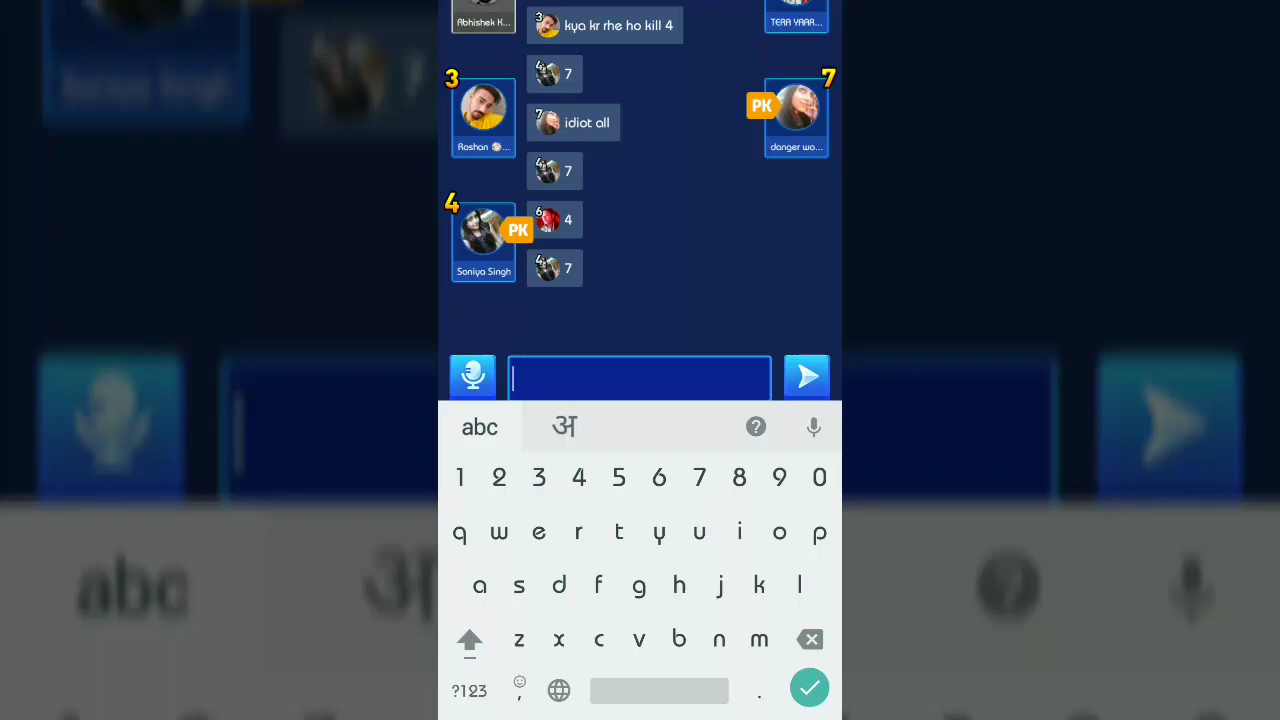 Abhishek K...
3 kya kr rhe ho kill 4
TERA YAAR...
4 7
3
7
PK
7 idiot all
Roshan ...
danger wo...
4 7
4
6 4
PK
Soniya Singh
4 7
abc अ ?
1 2 3 4 5 6 7 8 9 0
q w e r t y u i o p
a s d f g h j k l
z x c v b n m
?123 , .